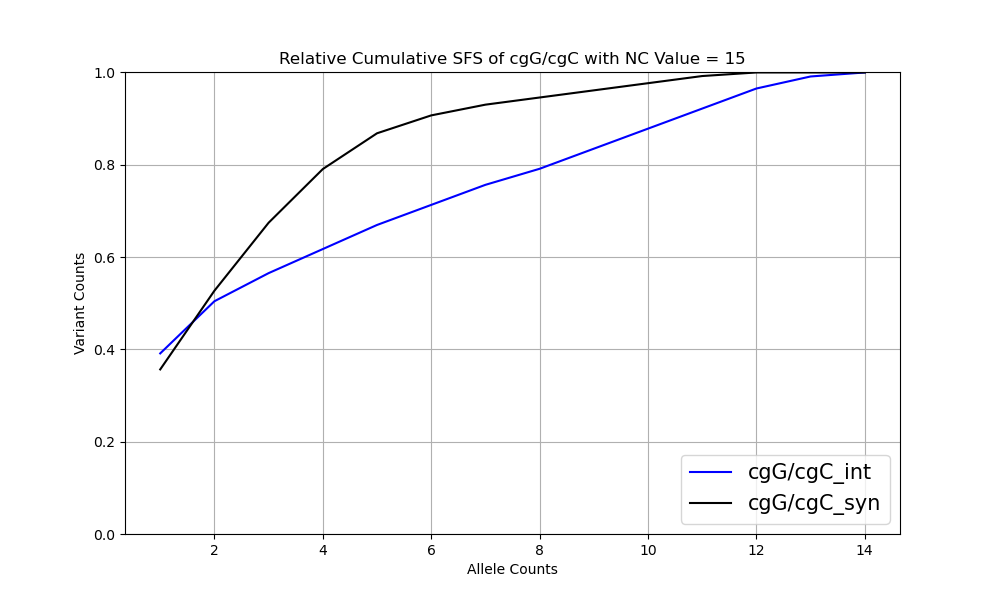 Relative Cumulative SFS of cgG/cgC with NC Value = 15
1.0
0.8
0.6
0.4
0.2
0.0
Variant Counts
cgG/cgC_int
cgG/cgC_syn
2 4 6 8 10 12 14
Allele Counts